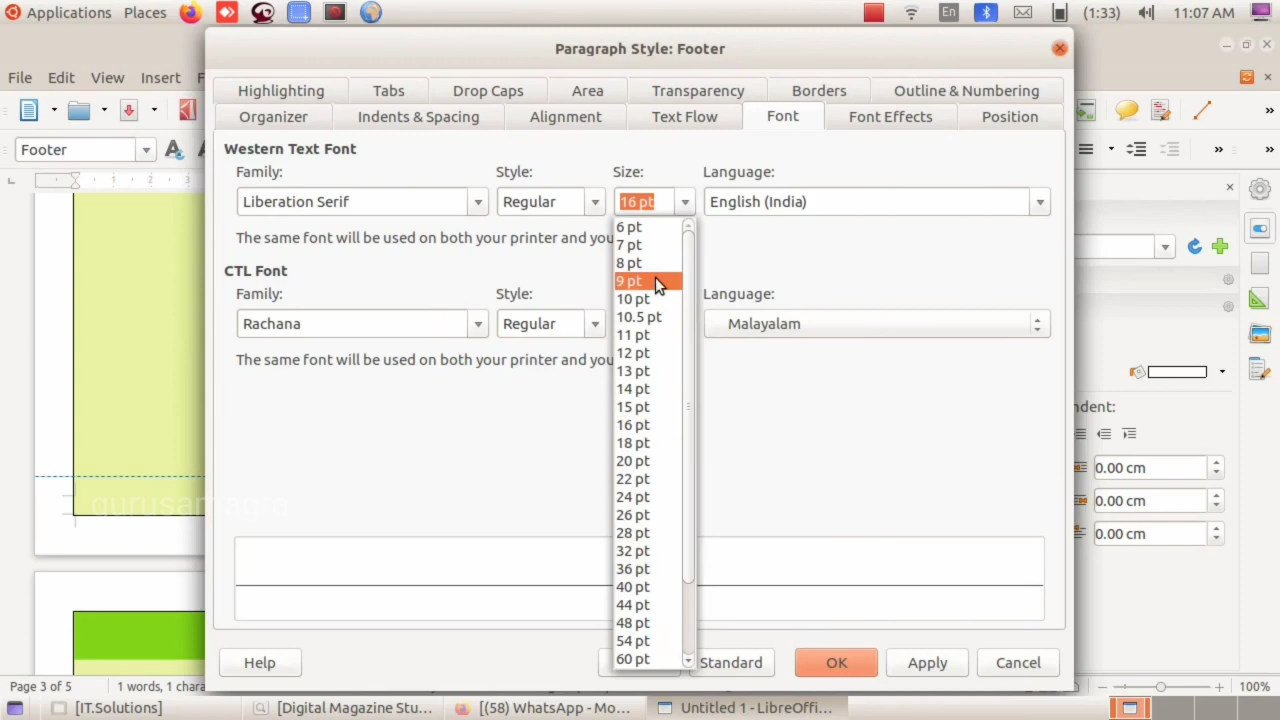 Applications Places En (1:33) 11:07 AM
Paragraph Style: Footer
File Edit View Insert F
Highlighting Tabs Drop Caps Area Transparency Borders Outline & Numbering
Organizer Indents & Spacing Alignment Text Flow Font Font Effects Position
Footer
Western Text Font
Family: Style: Size: Language:
Liberation Serif Regular 16 pt English (India)
The same font will be used on both your printer and you
CTL Font
Family: Style: Language:
Rachana Regular Malayalam
The same font will be used on both your printer and you
6 pt
7 pt
8 pt
9 pt
10 pt
10.5 pt
11 pt
12 pt
13 pt
14 pt
15 pt
16 pt
18 pt
20 pt
22 pt
24 pt
26 pt
28 pt
32 pt
36 pt
40 pt
44 pt
48 pt
54 pt
60 pt
ndent:
0.00 cm
0.00 cm
0.00 cm
gurusamagra
Help Standard OK Apply Cancel
Page 3 of 5 1 words, 1 chara 100%
[IT.Solutions] [Digital Magazine Stu... [(58) WhatsApp - Mo... Untitled 1 - LibreOffi...